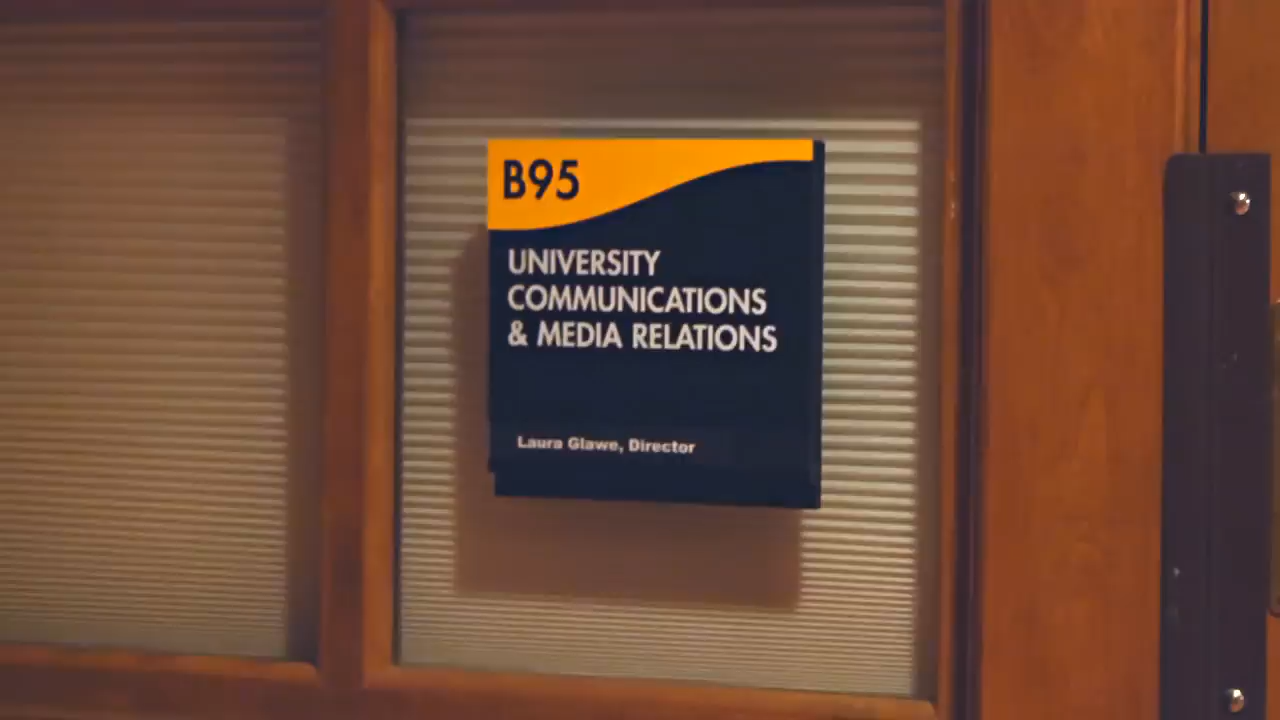 B95
UNIVERSITY
COMMUNICATIONS
& MEDIA RELATIONS
Laura Glawe, Director